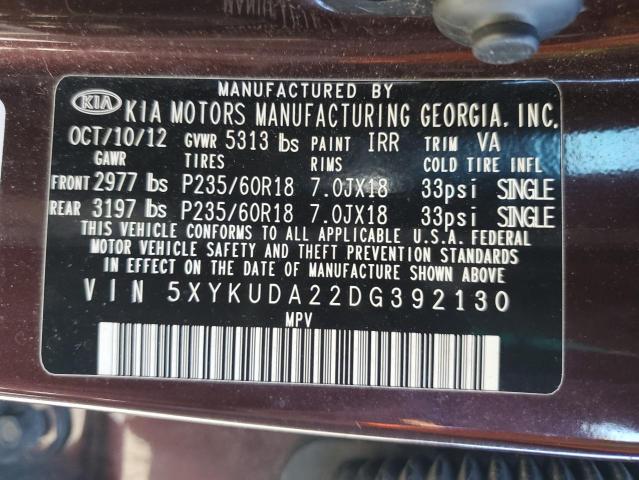 MANUFACTURED BY
KIA KIA MOTORS MANUFACTURING GEORGIA, INC.
OCT/10/12 GVWR 5313 lbs PAINT IRR TRIM VA
GAWR TIRES RIMS COLD TIRE INFL
FRONT 2977 lbs P235/60R18 7.0JX18 33psi SINGLE
REAR 3197 lbs P235/60R18 7.0JX18 33psi SINGLE
THIS VEHICLE CONFORMS TO ALL APPLICABLE U.S.A. FEDERAL
MOTOR VEHICLE SAFETY AND THEFT PREVENTION STANDARDS
IN EFFECT ON THE DATE OF MANUFACTURE SHOWN ABOVE.
VIN 5XYKUDA22DG392130
MPV